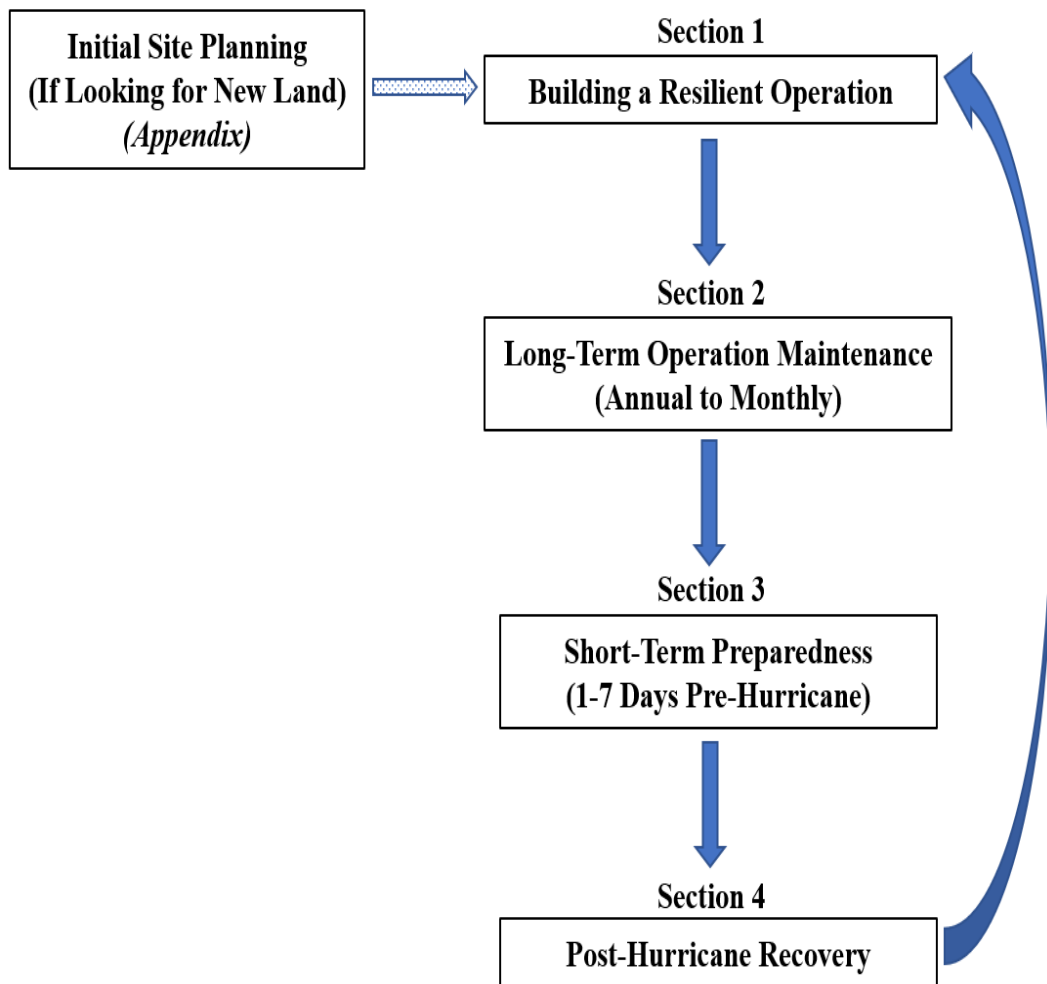 Initial Site Planning
(If Looking for New Land)
(Appendix)
Section 1
Building a Resilient Operation
Section 2
Long-Term Operation Maintenance
(Annual to Monthly)
Section 3
Short-Term Preparedness
(1-7 Days Pre-Hurricane)
Section 4
Post-Hurricane Recovery